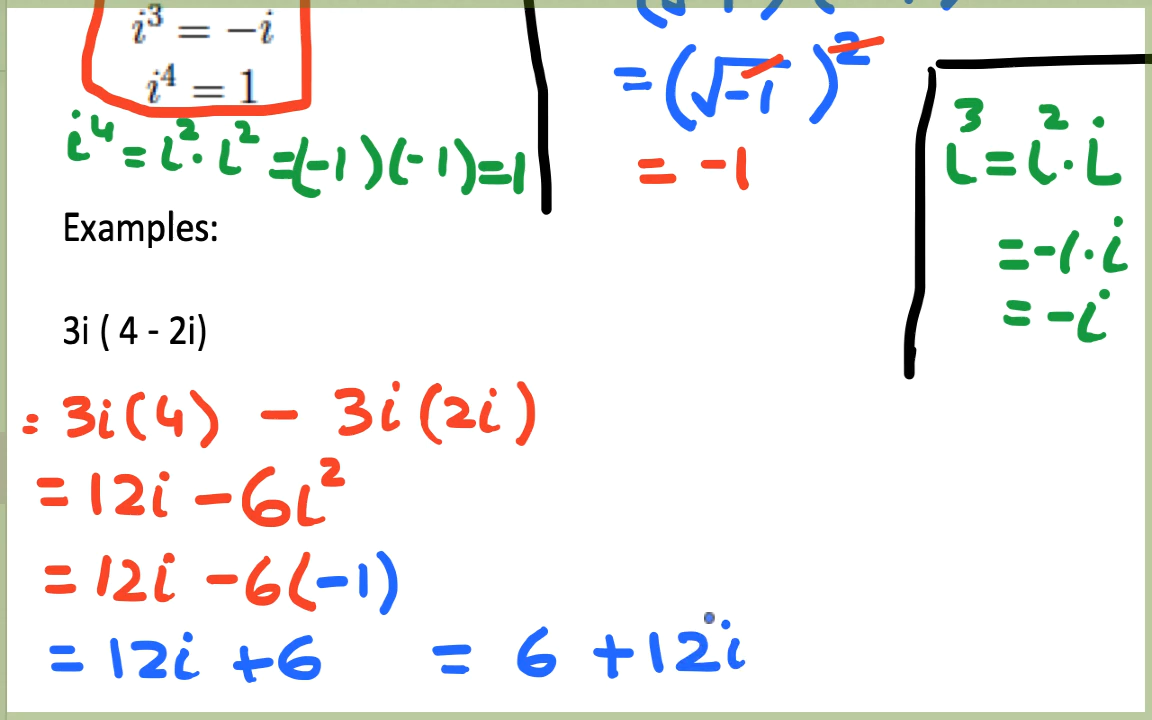 i³ = −i
i⁴ = 1
i⁴ = i² · i² = (-1)(-1) = 1
= (√-1)²
= -1
i³ = i² · i
= -1 · i
= -i
Examples:
3i ( 4 - 2i)
= 3i(4) - 3i(2i)
= 12i - 6i²
= 12i - 6(-1)
= 12i + 6 = 6 + 12i